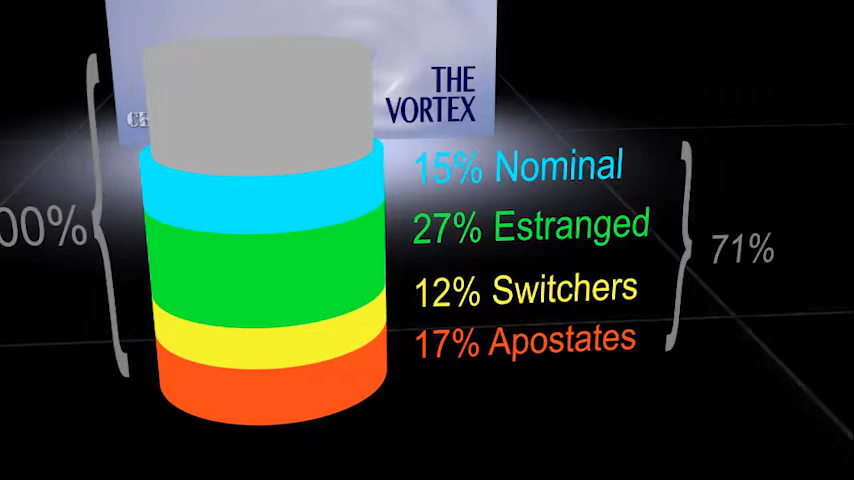 THE
VORTEX
15% Nominal
27% Estranged
00%
71%
12% Switchers
17% Apostates